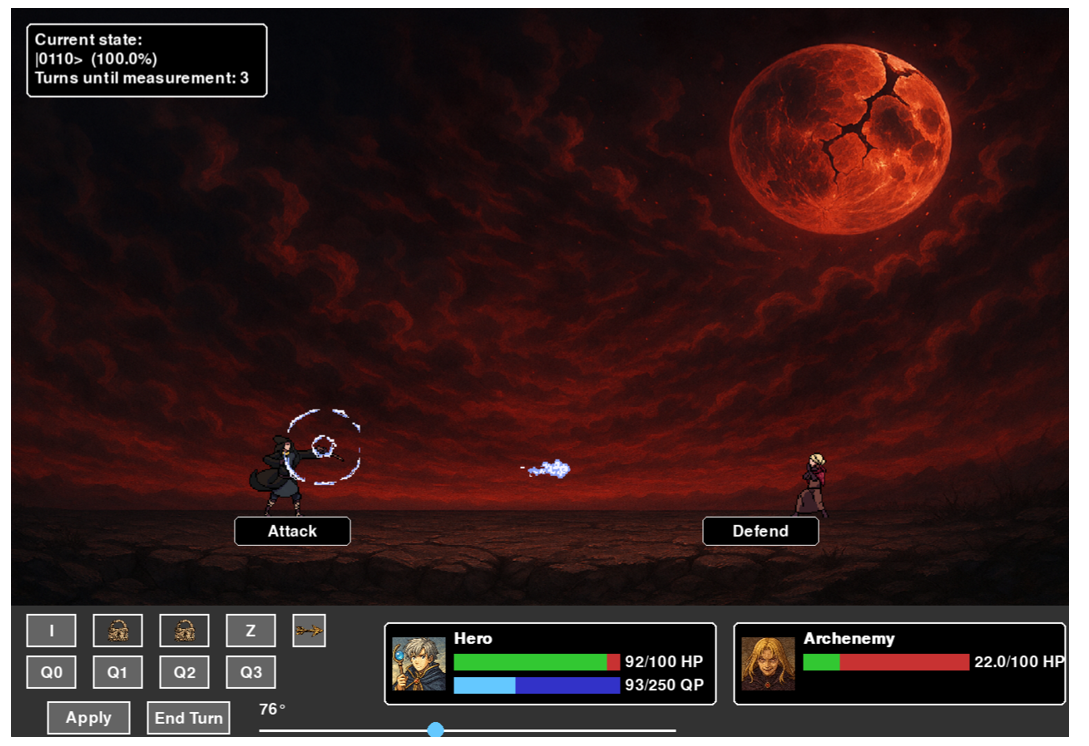 Current state:
|0110> (100.0%)
Turns until measurement: 3
Attack
Defend
I
Z
Q0
Q1
Q2
Q3
Apply
End Turn
76°
Hero
92/100 HP
93/250 QP
Archenemy
22.0/100 HP